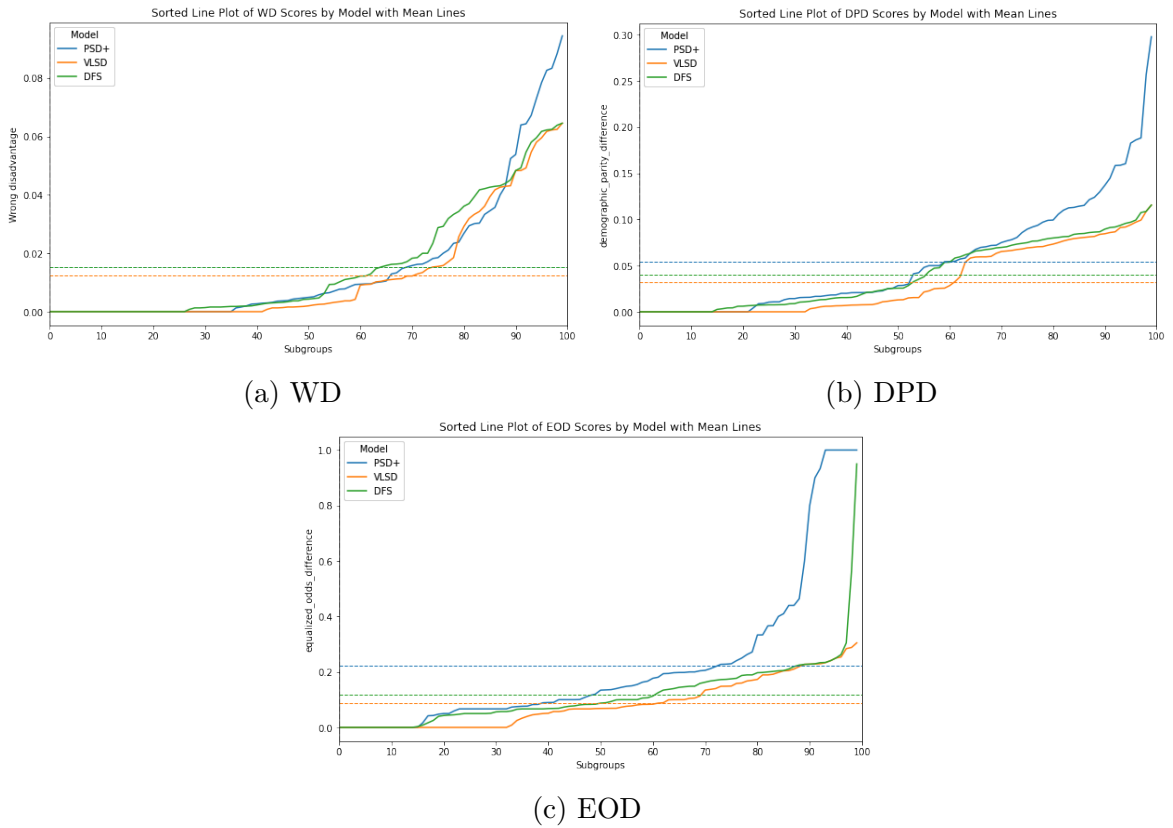 Sorted Line Plot of WD Scores by Model with Mean Lines
Model
PSD+
VLSD
DFS
Wrong disadvantage
0.08
0.06
0.04
0.02
0.00
0 10 20 30 40 50 60 70 80 90 100
Subgroups
(a) WD
Sorted Line Plot of DPD Scores by Model with Mean Lines
Model
PSD+
VLSD
DFS
demographic_parity_difference
0.30
0.25
0.20
0.15
0.10
0.05
0.00
0 10 20 30 40 50 60 70 80 90 100
Subgroups
(b) DPD
Sorted Line Plot of EOD Scores by Model with Mean Lines
Model
PSD+
VLSD
DFS
equalized_odds_difference
1.0
0.8
0.6
0.4
0.2
0.0
0 10 20 30 40 50 60 70 80 90 100
Subgroups
(c) EOD